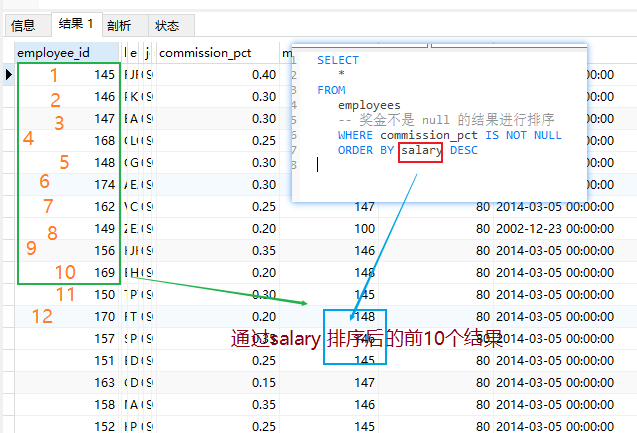 信息 结果 1 剖析 状态
employee_id l e j commission_pct m
1 145 0.40 00:00:00
2 146 0.30 00:00:00
3 147 0.30 00:00:00
4 168 0.25 00:00:00
5 148 0.30 00:00:00
6 174 0.30 00:00:00
7 162 0.25 147 80 2014-03-05 00:00:00
8 149 0.20 100 80 2002-12-23 00:00:00
9 156 0.35 146 80 2014-03-05 00:00:00
10 169 0.20 148 80 2014-03-05 00:00:00
11 150 0.30 145 80 2014-03-05 00:00:00
12 170 0.20 148 80 2014-03-05 00:00:00
157 0.35 146 80 2014-03-05 00:00:00
通过salary 排序后的前10个结果
151 0.25 145 80 2014-03-05 00:00:00
163 0.15 147 80 2014-03-05 00:00:00
158 0.35 146 80 2014-03-05 00:00:00
152 0.25 145 80 2014-03-05 00:00:00
1 SELECT
2 *
3 FROM
4 employees
5 -- 奖金不是 null 的结果进行排序
6 WHERE commission_pct IS NOT NULL
7 ORDER BY salary DESC
8